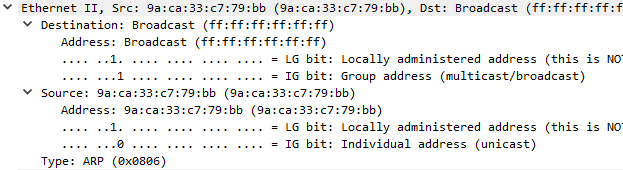 Ethernet II, Src: 9a:ca:33:c7:79:bb (9a:ca:33:c7:79:bb), Dst: Broadcast (ff:ff:ff:ff:f
Destination: Broadcast (ff:ff:ff:ff:ff:ff)
Address: Broadcast (ff:ff:ff:ff:ff:ff)
.... ..1. .... .... .... .... = LG bit: Locally administered address (this is NO
.... ...1 .... .... .... .... = IG bit: Group address (multicast/broadcast)
Source: 9a:ca:33:c7:79:bb (9a:ca:33:c7:79:bb)
Address: 9a:ca:33:c7:79:bb (9a:ca:33:c7:79:bb)
.... ..1. .... .... .... .... = LG bit: Locally administered address (this is NO
.... ...0 .... .... .... .... = IG bit: Individual address (unicast)
Type: ARP (0x0806)